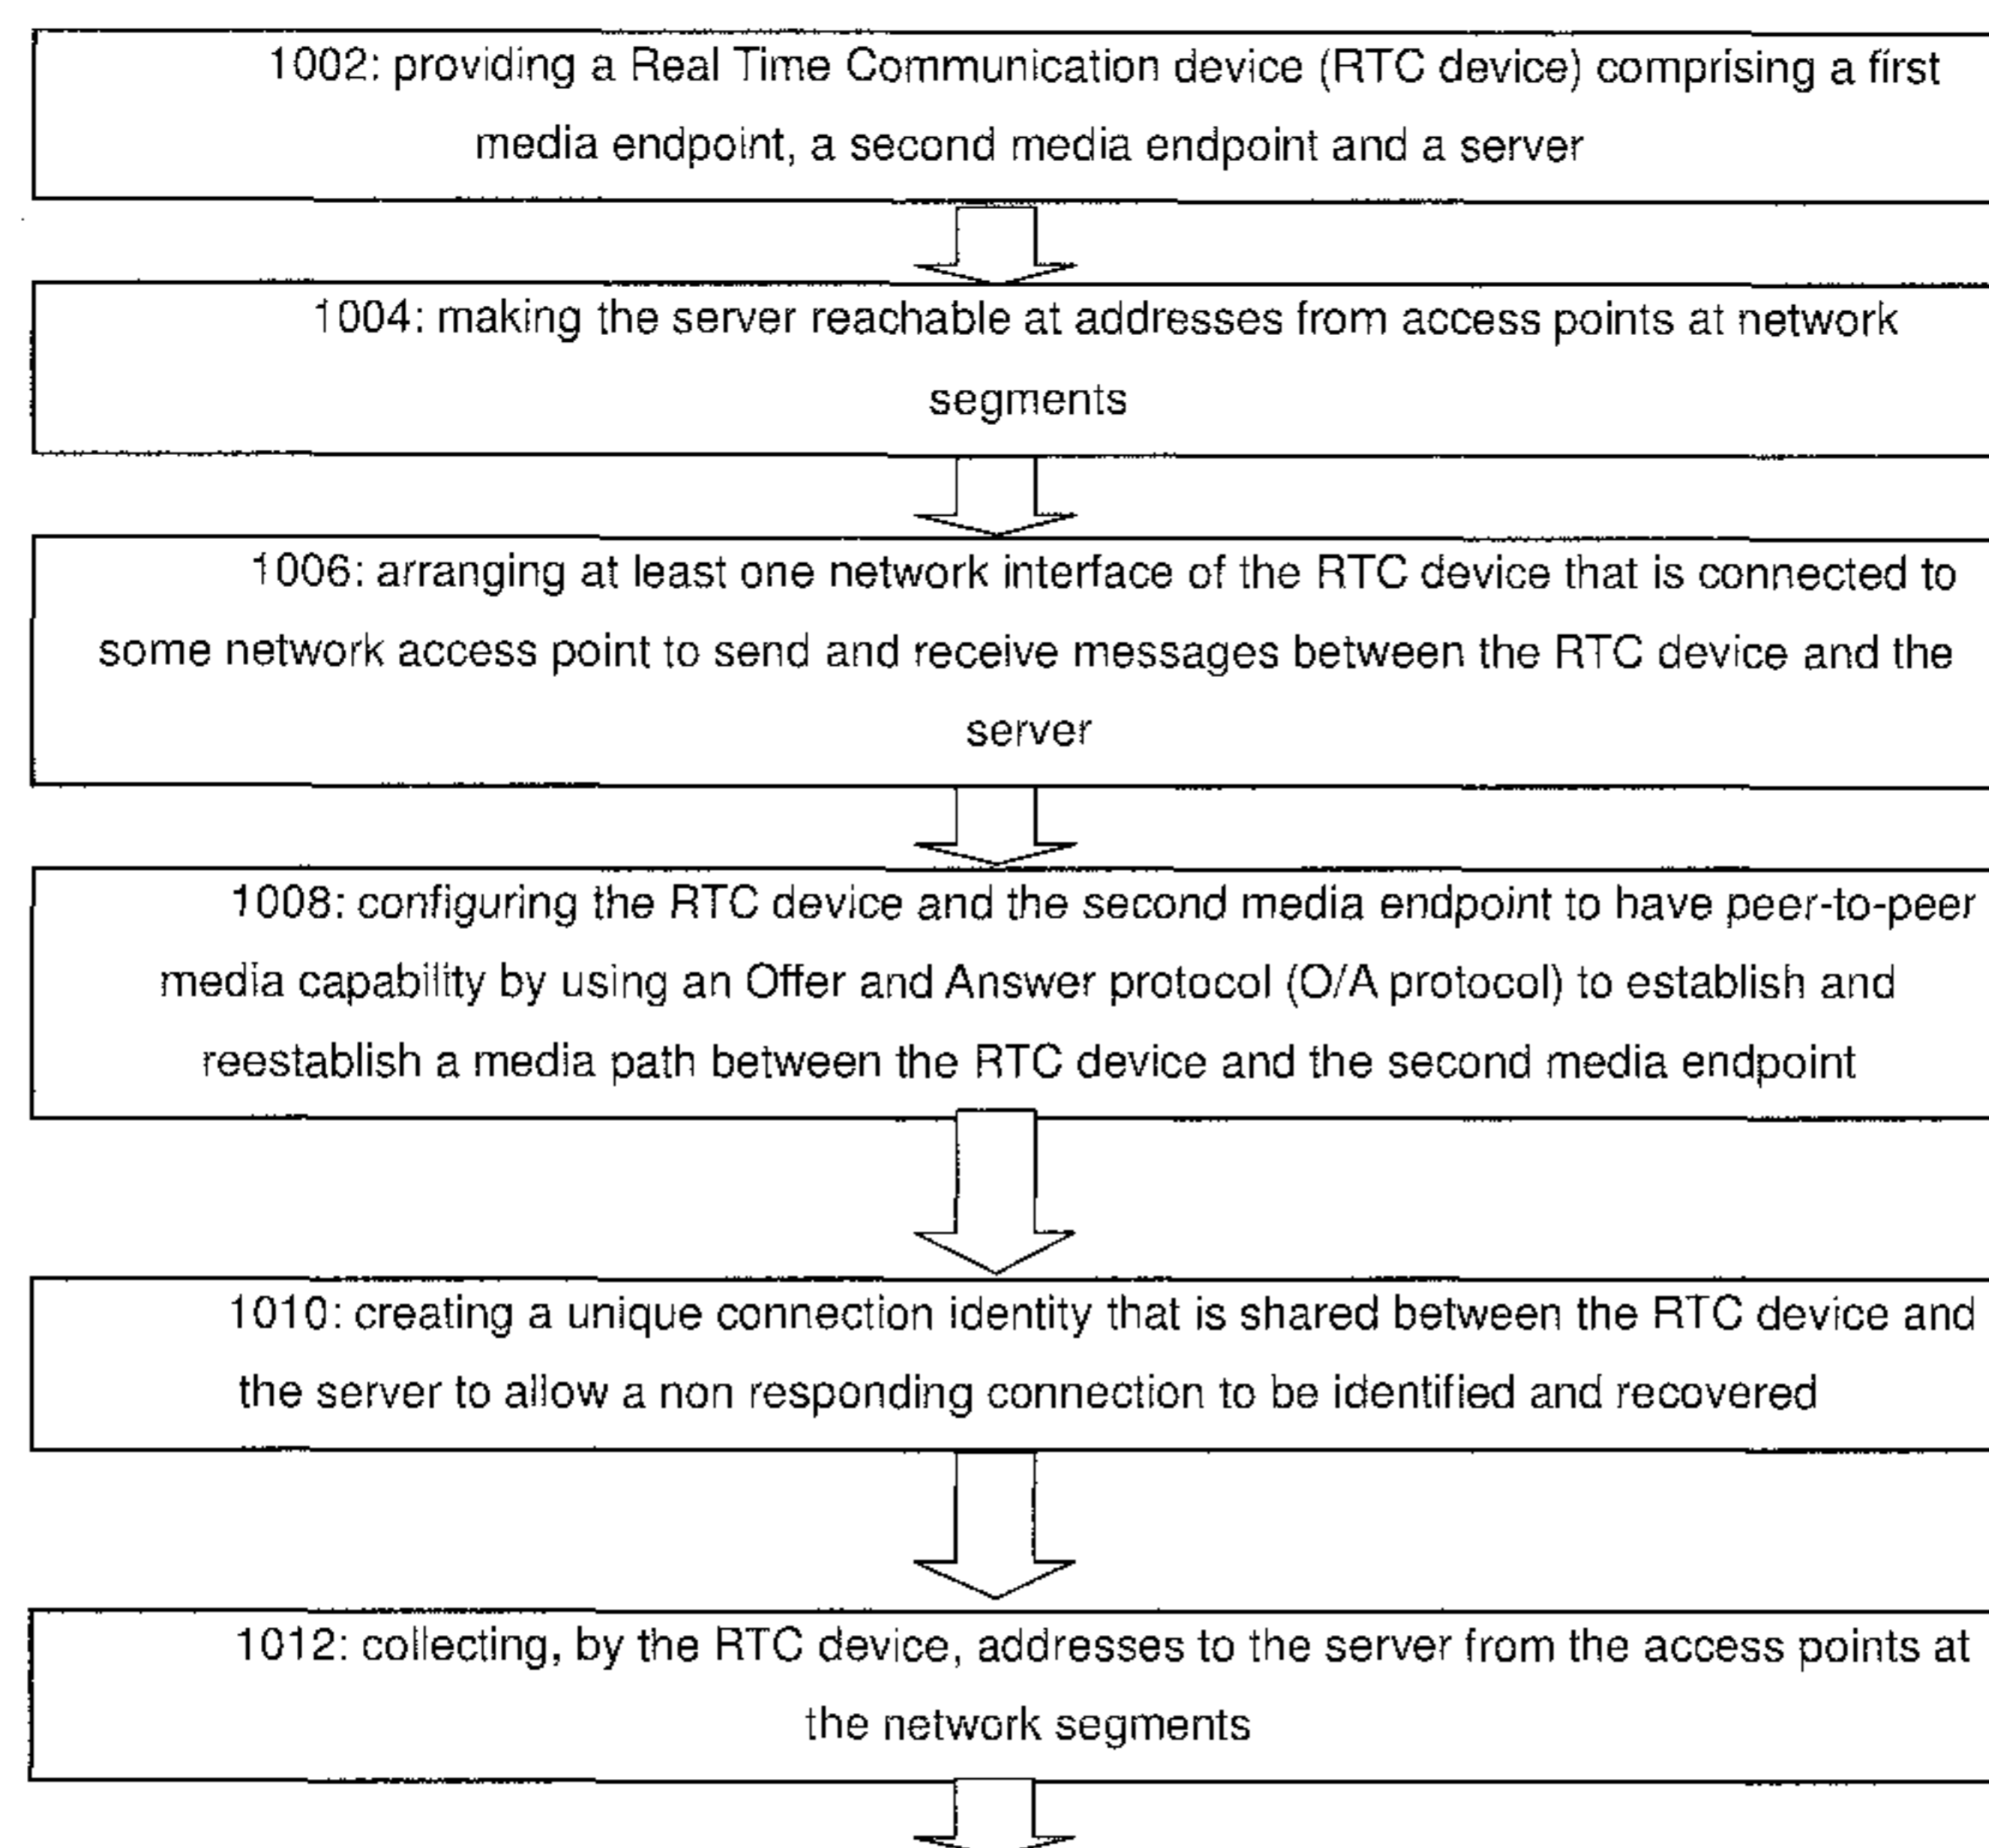 1002: providing a Real Time Communication device (RTC device) comprising a first
media endpoint, a second media endpoint and a server
1004: making the server reachable at addresses from access points at network
segments
1006: arranging at least one network interface of the RTC device that is connected to
some network access point to send and receive messages between the RTC device and the
server
1008: configuring the RTC device and the second media endpoint to have peer-to-peer
media capability by using an Offer and Answer protocol (O/A protocol) to establish and
reestablish a media path between the RTC device and the second media endpoint
1010: creating a unique connection identity that is shared between the RTC device and
the server to allow a non responding connection to be identified and recovered
1012: collecting, by the RTC device, addresses to the server from the access points at
the network segments